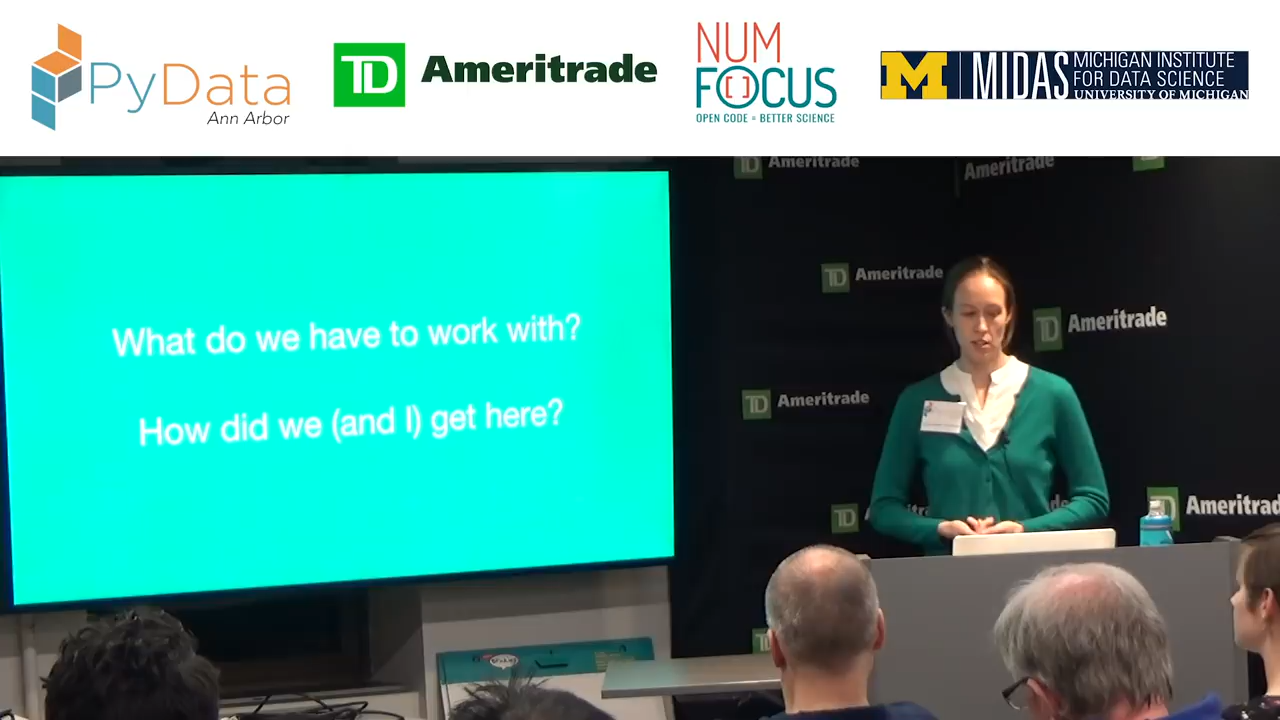 PyData
Ann Arbor
TD Ameritrade
NUM
FOCUS
OPEN CODE = BETTER SCIENCE
M MIDAS
MICHIGAN INSTITUTE
FOR DATA SCIENCE
UNIVERSITY OF MICHIGAN
What do we have to work with?
How did we (and I) get here?
Ameritrade
Ameritrade
TD Ameritrade
TD Ameritrade
TD Ameritrade
TD
TD Ameritrade